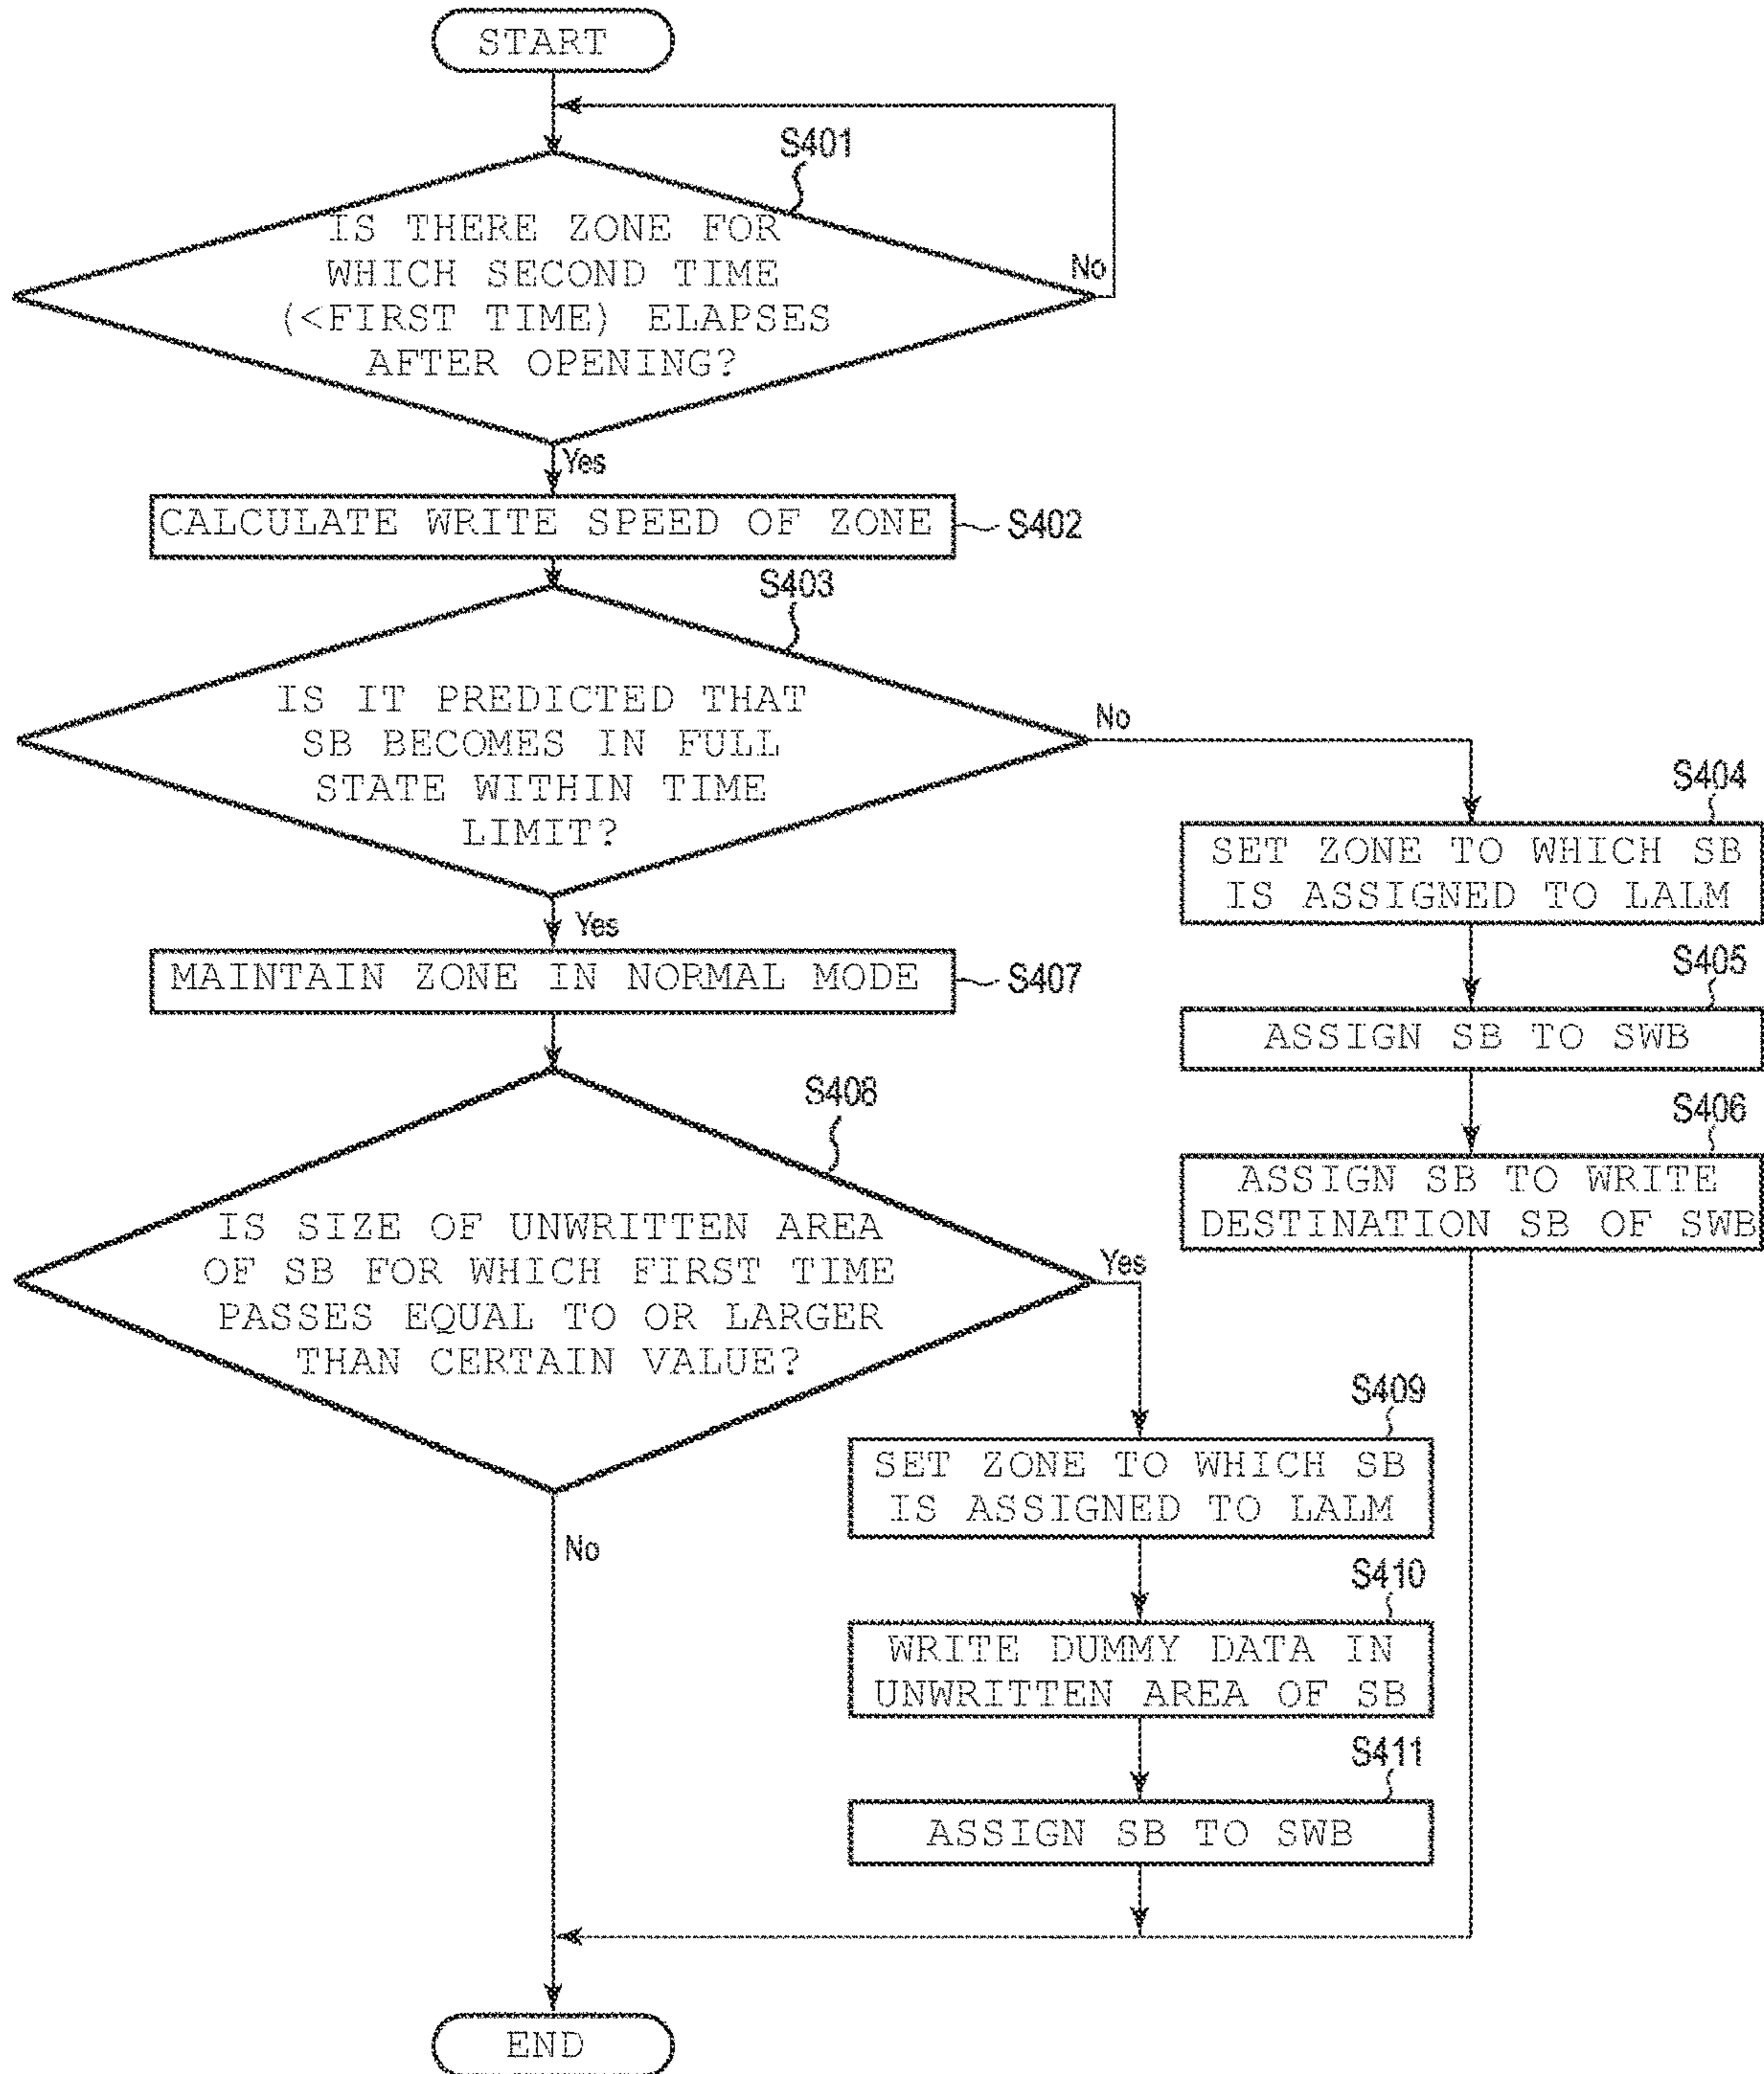 START
S401
IS THERE ZONE FOR
WHICH SECOND TIME
(<FIRST TIME) ELAPSES
AFTER OPENING?
No
Yes
CALCULATE WRITE SPEED OF ZONE
S402
S403
IS IT PREDICTED THAT
SB BECOMES IN FULL
STATE WITHIN TIME
LIMIT?
No
Yes
S404
SET ZONE TO WHICH SB
IS ASSIGNED TO LALM
S405
ASSIGN SB TO SWB
S406
ASSIGN SB TO WRITE
DESTINATION SB OF SWB
MAINTAIN ZONE IN NORMAL MODE
S407
S408
IS SIZE OF UNWRITTEN AREA
OF SB FOR WHICH FIRST TIME
PASSES EQUAL TO OR LARGER
THAN CERTAIN VALUE?
Yes
No
S409
SET ZONE TO WHICH SB
IS ASSIGNED TO LALM
S410
WRITE DUMMY DATA IN
UNWRITTEN AREA OF SB
S411
ASSIGN SB TO SWB
END